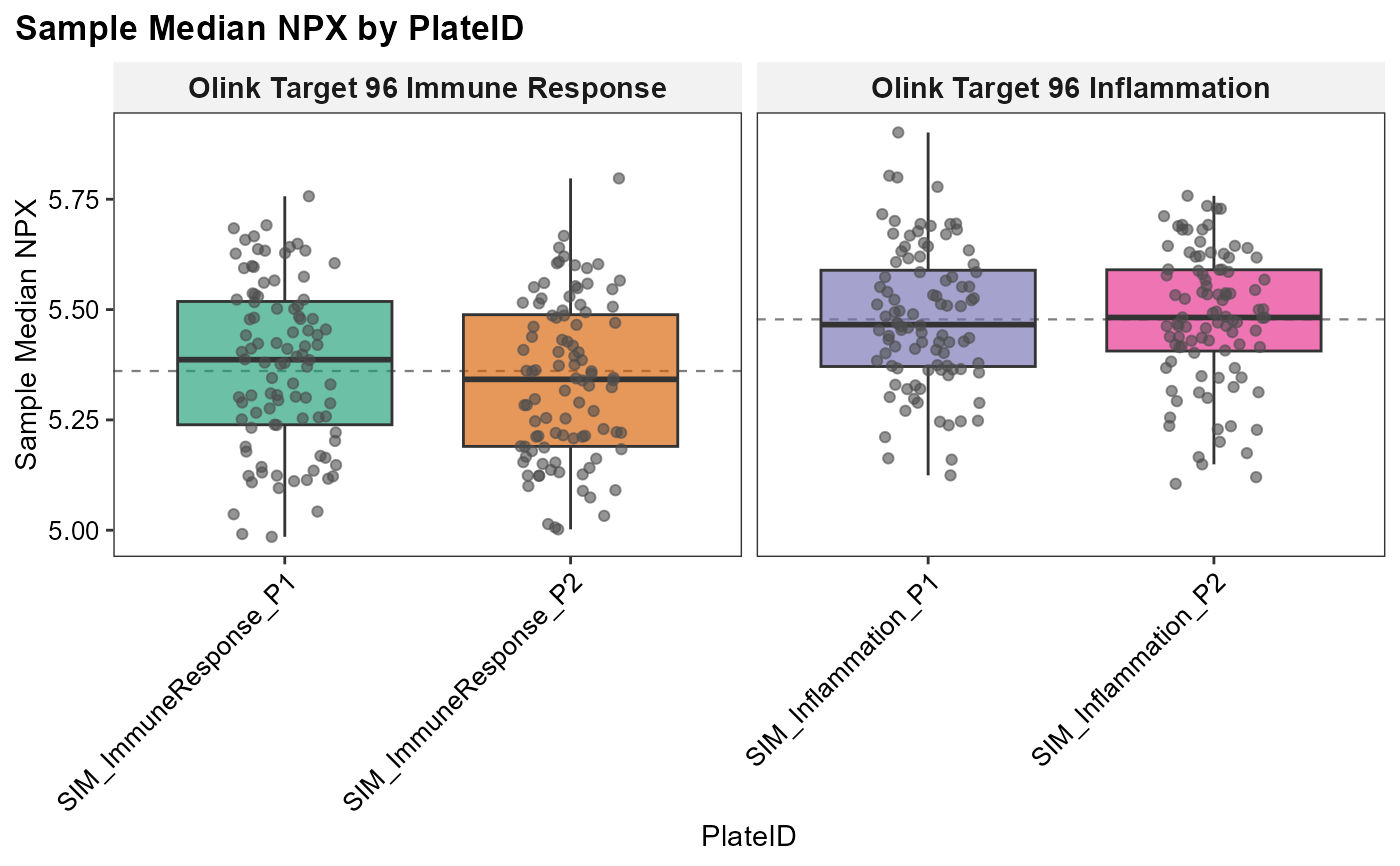 Sample Median NPX by PlateID
Olink Target 96 Immune Response
Olink Target 96 Inflammation
Sample Median NPX
5.75
5.50
5.25
5.00
SIM_ImmuneResponse_P1
SIM_ImmuneResponse_P2
SIM_Inflammation_P1
SIM_Inflammation_P2
PlateID